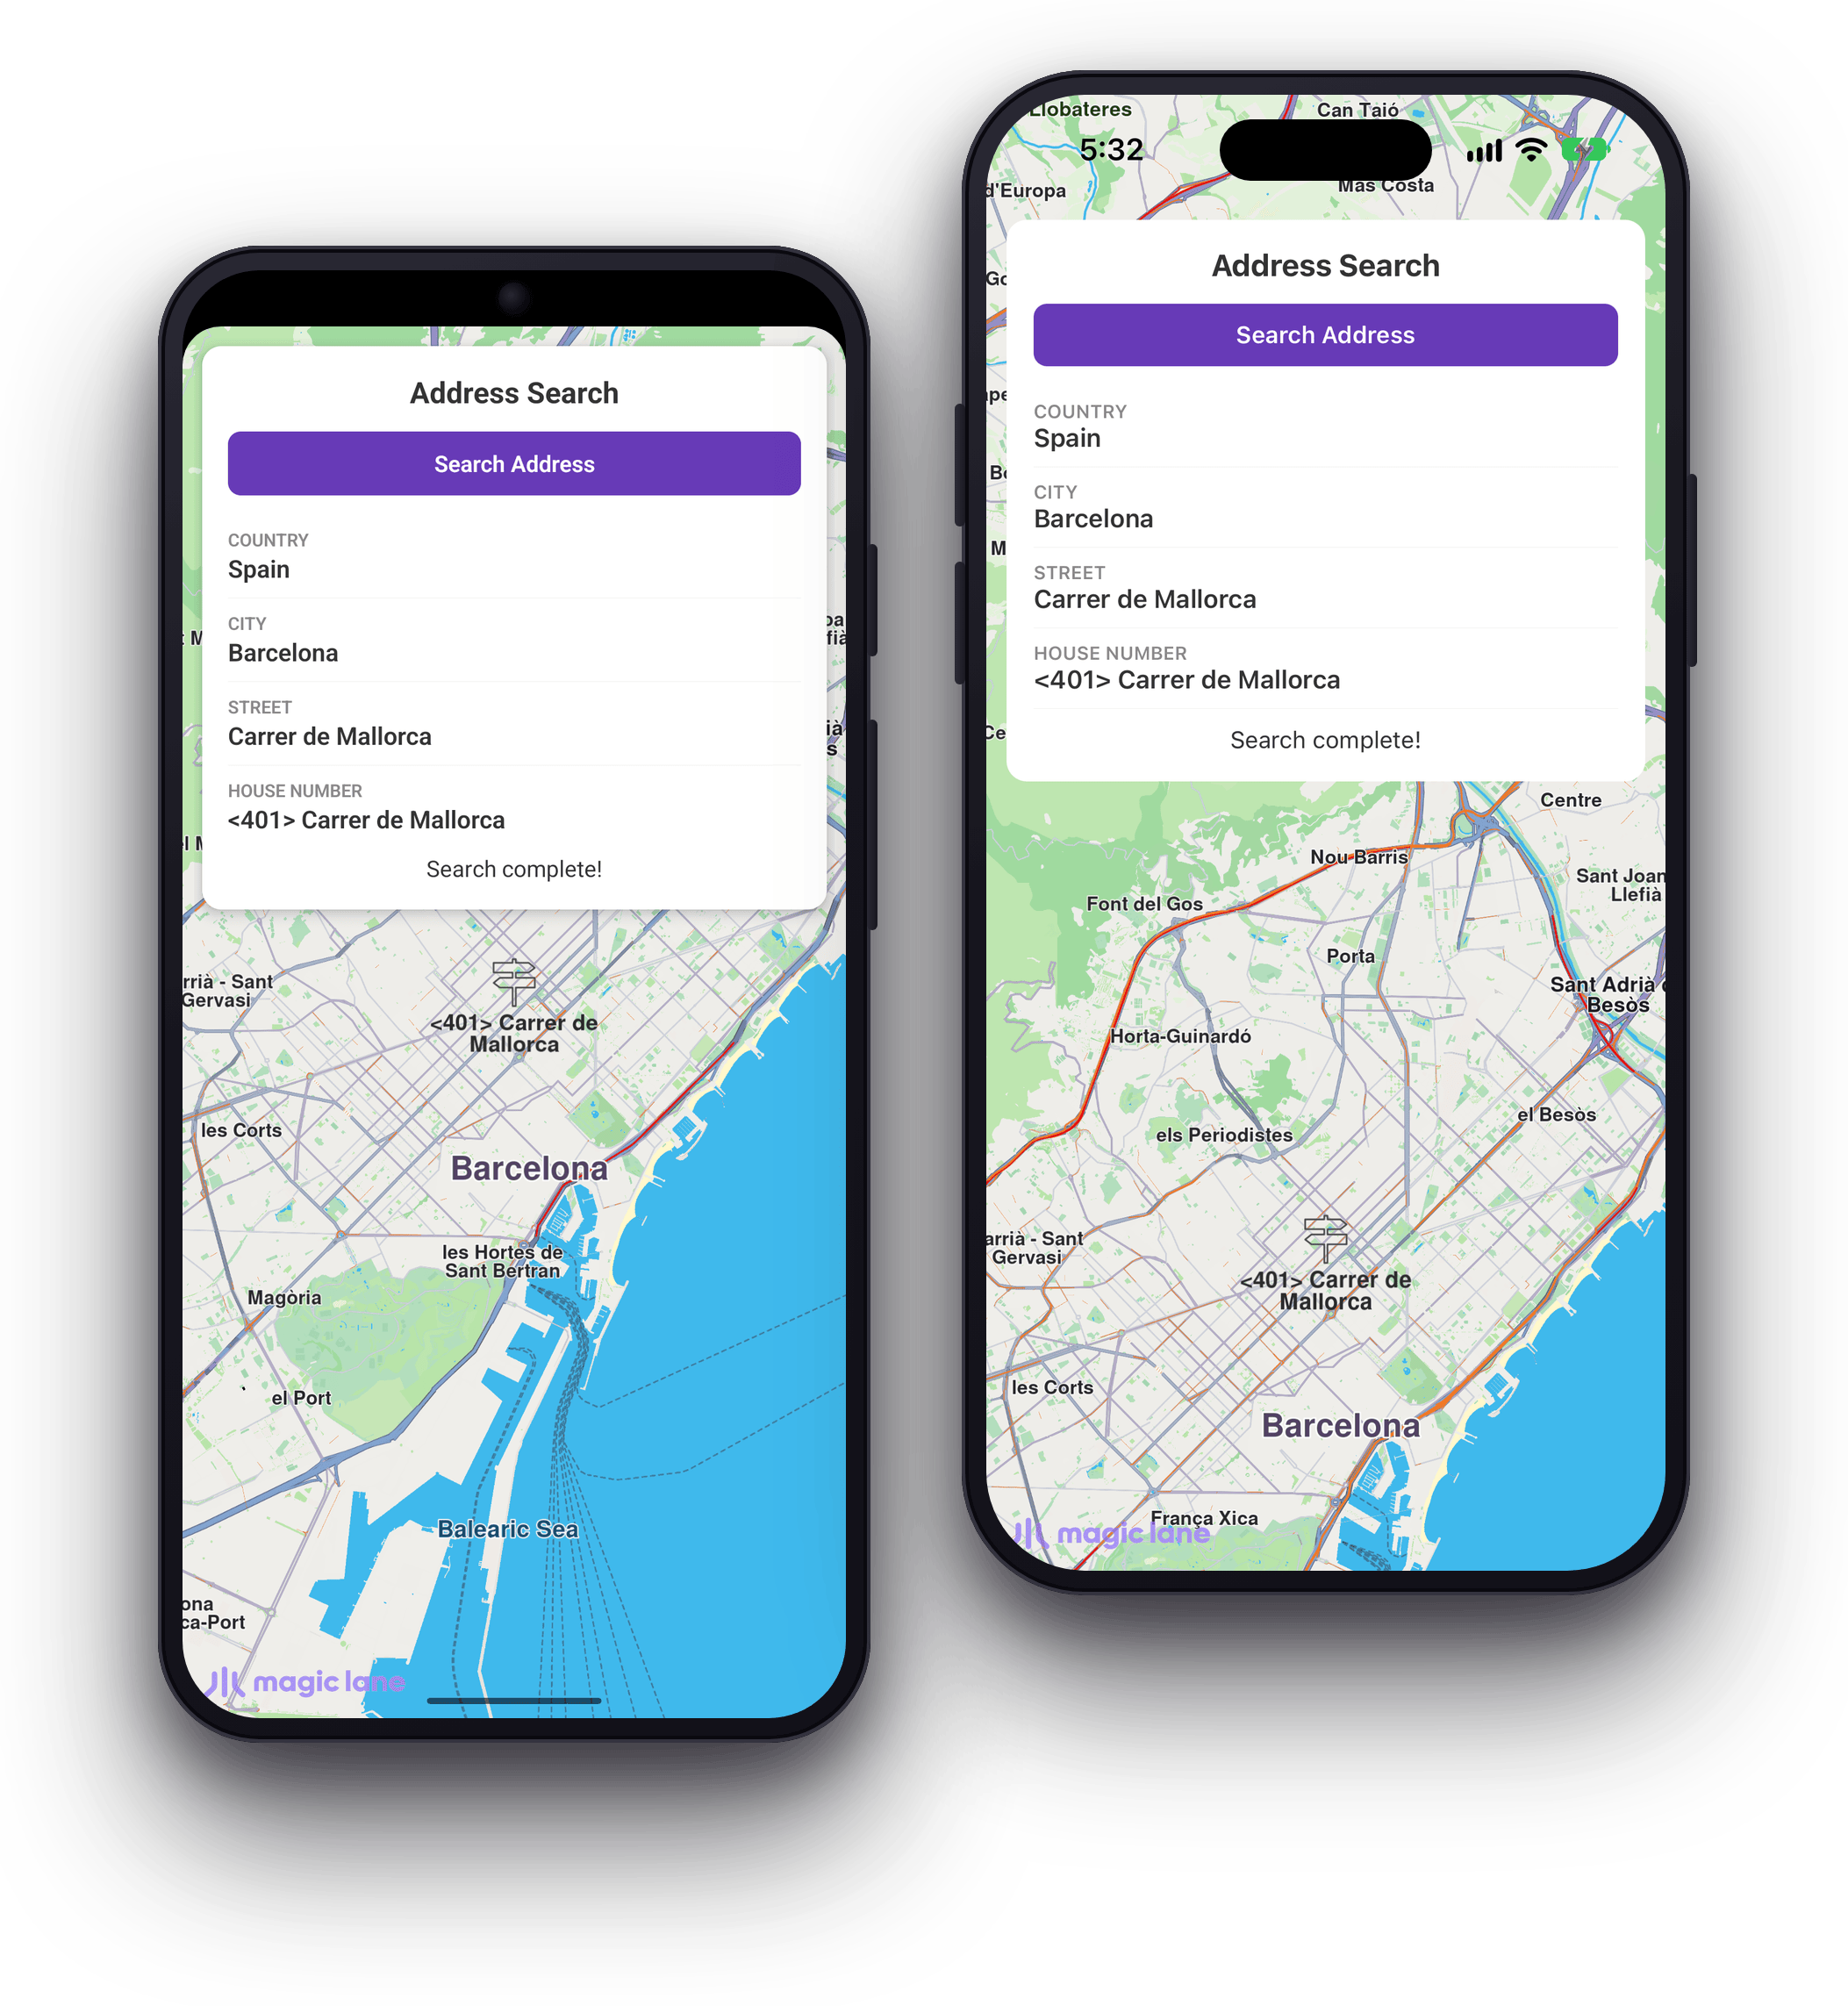 Address Search
Search Address
COUNTRY
Spain
CITY
Barcelona
STREET
Carrer de Mallorca
HOUSE NUMBER
<401> Carrer de Mallorca
Search complete!
rrià - Sant
Gervasi
<401> Carrer de
Mallorca
les Corts
Barcelona
les Hortes de
Sant Bertran
Magòria
el Port
Balearic Sea
ona
ca-Port
magic lane
Llobateres
Can Taió
5:32
d'Europa
Mas Costa
Address Search
Search Address
COUNTRY
Spain
CITY
Barcelona
STREET
Carrer de Mallorca
HOUSE NUMBER
<401> Carrer de Mallorca
Search complete!
Centre
Nou Barris
Sant Joan
Llefià
Font del Gos
Porta
Sant Adrià
Besòs
Horta-Guinardó
el Besòs
els Periodistes
arrià - Sant
Gervasi
<401> Carrer de
Mallorca
les Corts
Barcelona
França Xica
magic lane